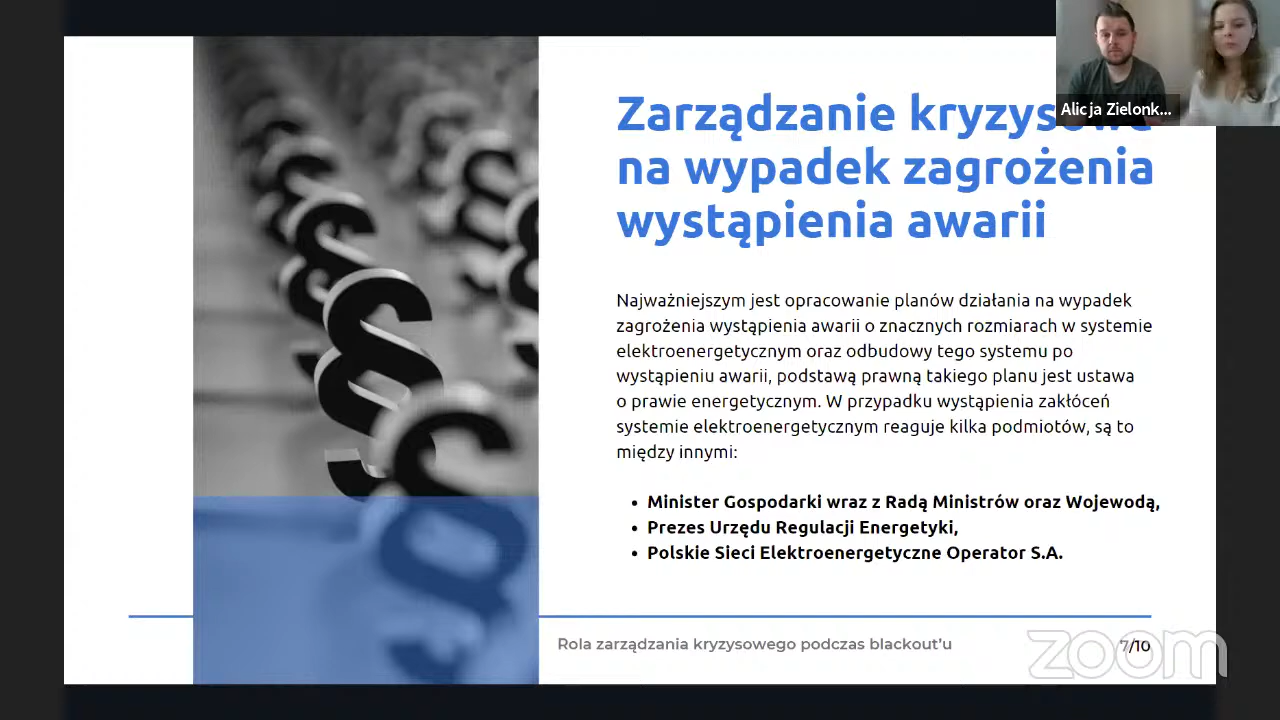 Alicja Zielonk...
Zarządzanie kryzysowe
na wypadek zagrożenia
wystąpienia awarii
Najważniejszym jest opracowanie planów działania na wypadek
zagrożenia wystąpienia awarii o znacznych rozmiarach w systemie
elektroenergetycznym oraz odbudowy tego systemu po
wystąpieniu awarii, podstawą prawną takiego planu jest ustawa
o prawie energetycznym. W przypadku wystąpienia zakłóceń
systemie elektroenergetycznym reaguje kilka podmiotów, są to
między innymi:
• Minister Gospodarki wraz z Radą Ministrów oraz Wojewodą,
• Prezes Urzędu Regulacji Energetyki,
• Polskie Sieci Elektroenergetyczne Operator S.A.
Rola zarządzania kryzysowego podczas blackout'u
7/10
zoom